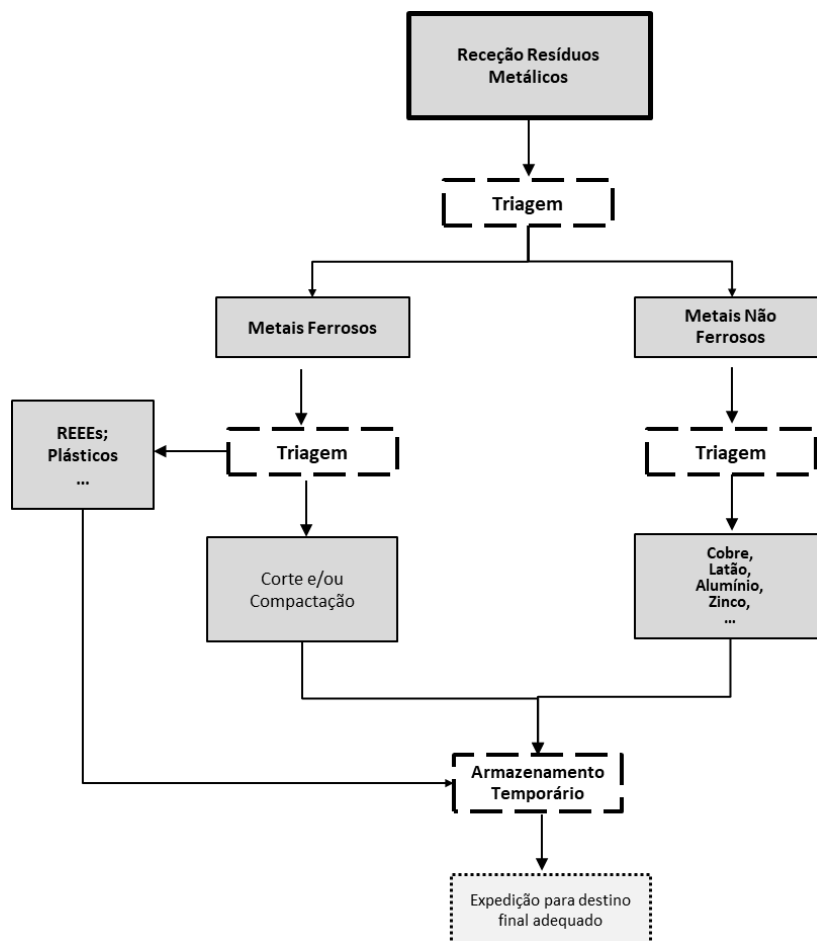 Receção Resíduos
Metálicos
Triagem
Metais Ferrosos
Metais Não
Ferrosos
REEEs;
Plásticos
...
Triagem
Triagem
Corte e/ou
Compactação
Cobre,
Latão,
Alumínio,
Zinco,
...
Armazenamento
Temporário
Expedição para destino
final adequado